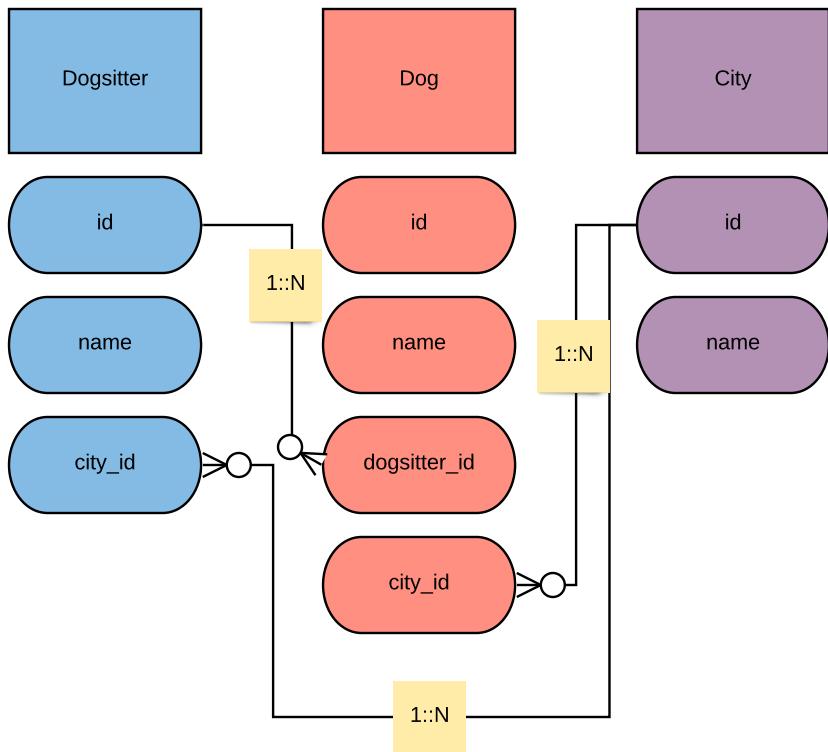 Dogsitter
Dog
City
id
id
id
1::N
name
name
name
1::N
city_id
dogsitter_id
city_id
1::N